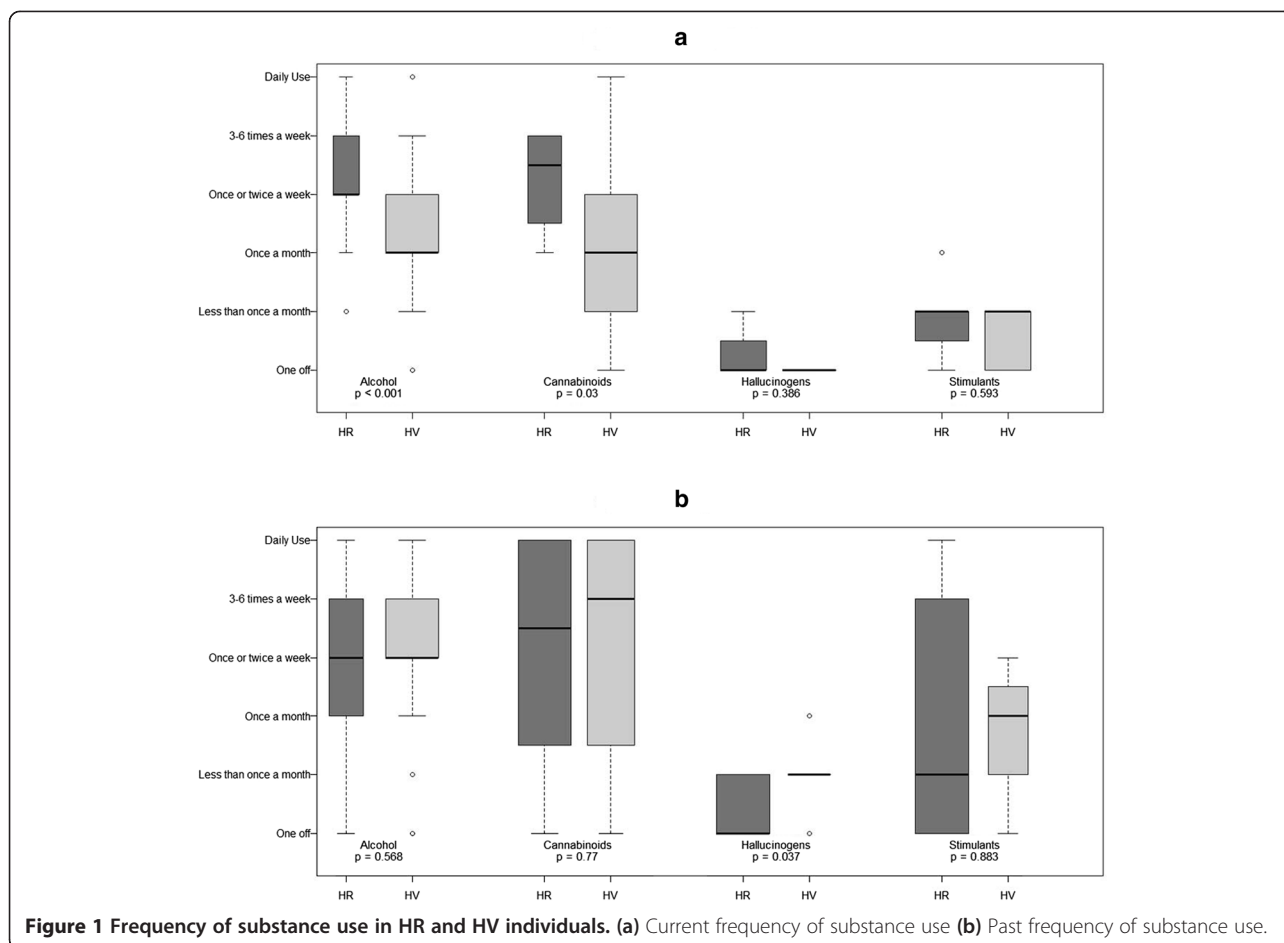 a
Daily Use
3-6 times a week
Once or twice a week
Once a month
Less than once a month
One off
Alcohol Cannabinoids Hallucinogens Stimulants
p < 0.001 p = 0.03 p = 0.386 p = 0.593
HR HV HR HV HR HV HR HV
b
Daily Use
3-6 times a week
Once or twice a week
Once a month
Less than once a month
One off
Alcohol Cannabinoids Hallucinogens Stimulants
p = 0.568 p = 0.77 p = 0.037 p = 0.883
HR HV HR HV HR HV HR HV
Figure 1 Frequency of substance use in HR and HV individuals. (a) Current frequency of substance use (b) Past frequency of substance use.